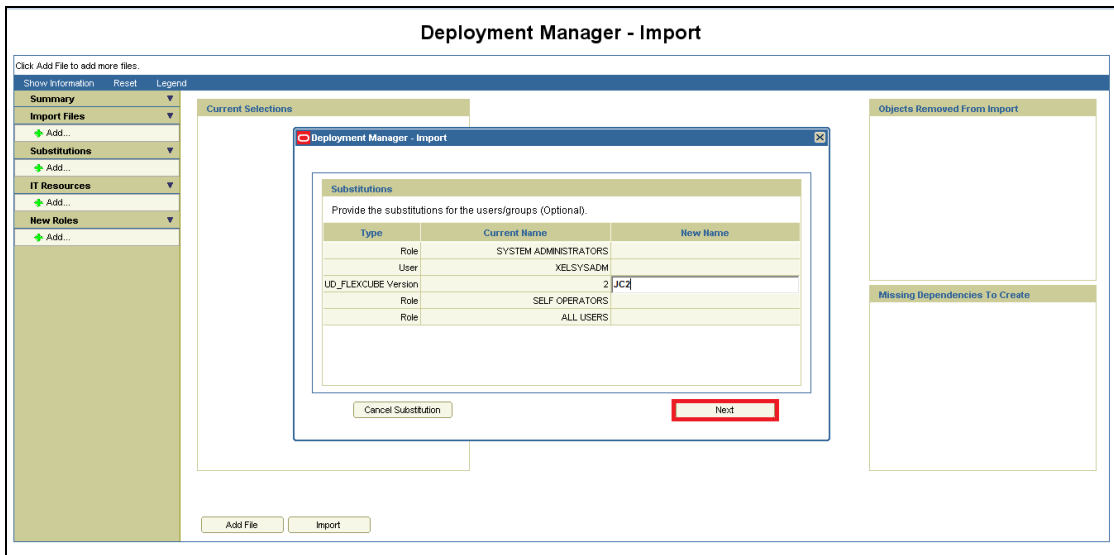 Deployment Manager - Import
Click Add File to add more files.
Show Information Reset Legend
Summary
Import Files
Add...
Substitutions
Add...
IT Resources
Add...
New Roles
Add...
Current Selections
Objects Removed From Import
Missing Dependencies To Create
Deployment Manager - Import
Substitutions
Provide the substitutions for the users/groups (Optional).
Type Current Name New Name
Role SYSTEM ADMINISTRATORS
User XELSYSADM
UD_FLEXCUBE Version 2 JC2
Role SELF OPERATORS
Role ALL USERS
Cancel Substitution Next
Add File Import